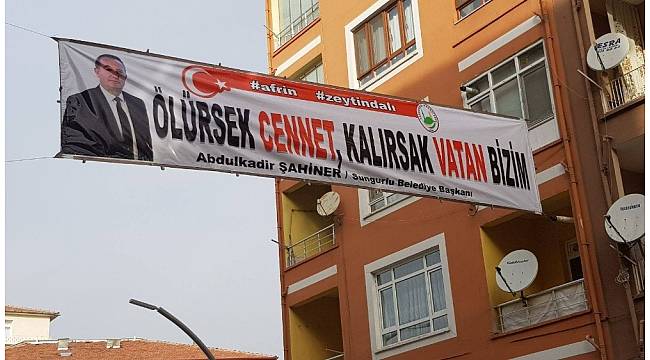 #afrin #zeytindalı
ÖLÜRSEK CENNET, KALIRSAK VATAN BİZİM
Abdulkadir ŞAHİNER / Sungurlu Belediye Başkanı